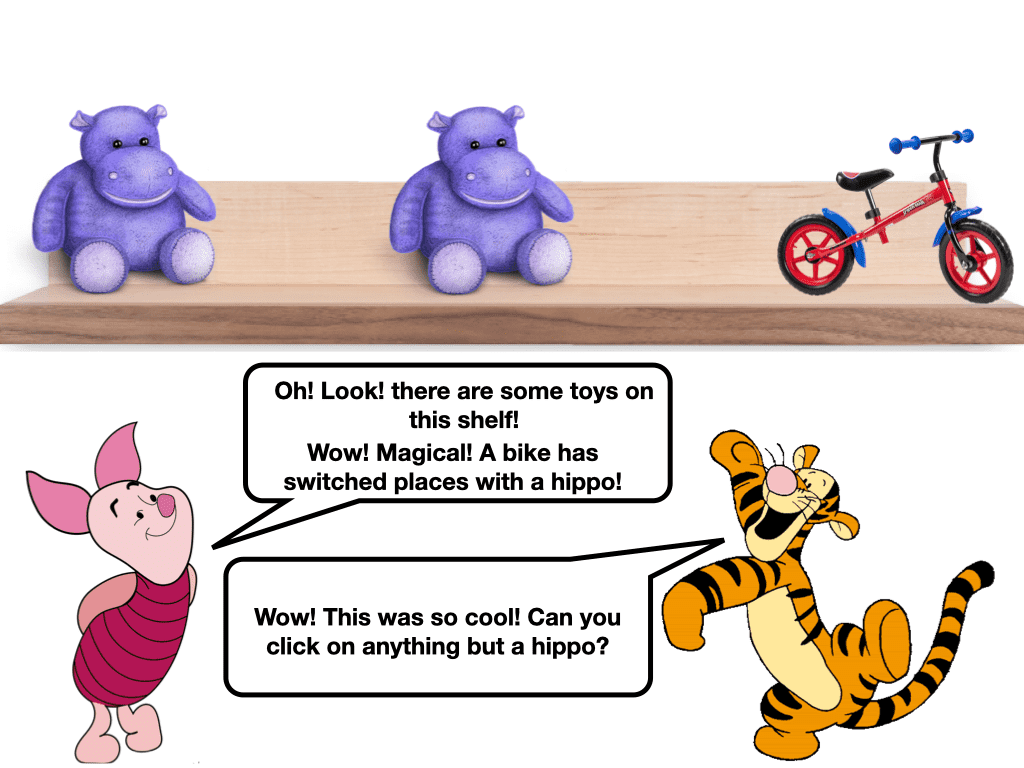 Oh! Look! there are some toys on
this shelf!
Wow! Magical! A bike has
switched places with a hippo!
Wow! This was so cool! Can you
click on anything but a hippo?